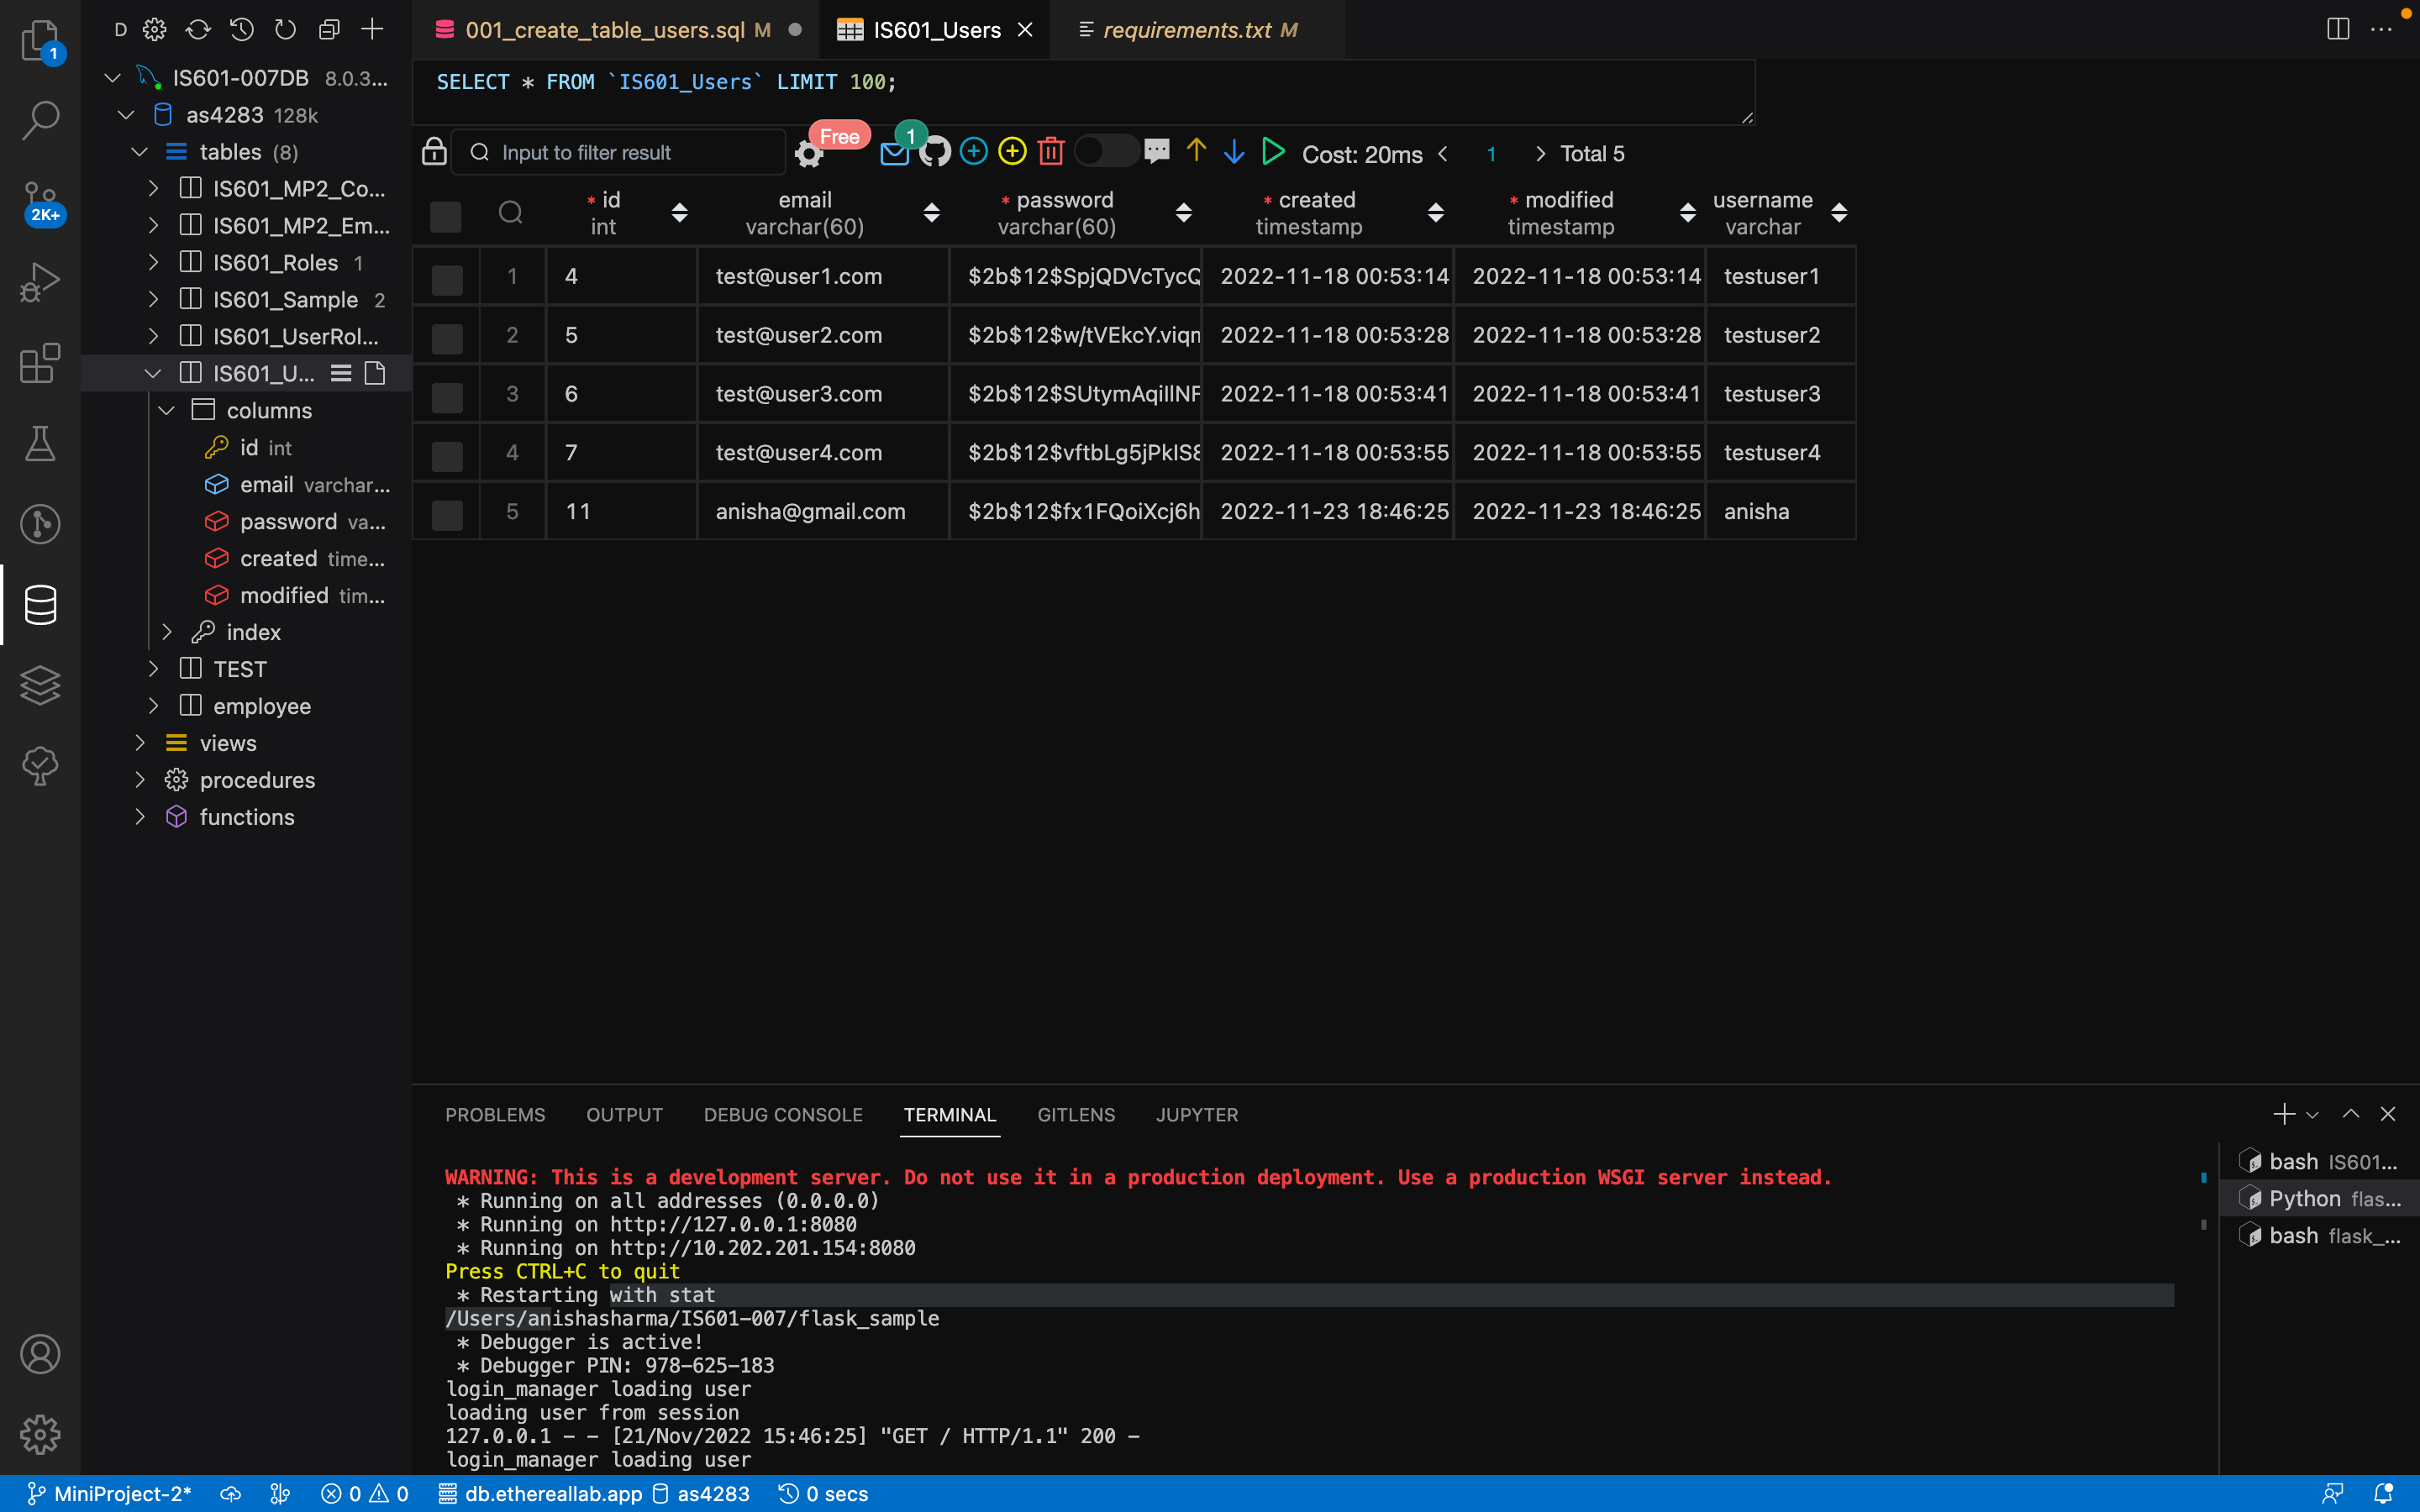 1
2K+
D
IS601-007DB 8.0.3...
as4283 128k
tables (8)
IS601_MP2_Co...
IS601_MP2_Em...
IS601_Roles 1
IS601_Sample 2
IS601_UserRol...
IS601_U...
columns
id int
email varchar...
password va...
created time...
modified tim...
index
TEST
employee
views
procedures
functions
001_create_table_users.sql M
IS601_Users
requirements.txt M
SELECT * FROM `IS601_Users` LIMIT 100;
Input to filter result
Free
1
Cost: 20ms
1
Total 5
* id int
email varchar(60)
* password varchar(60)
* created timestamp
* modified timestamp
username varchar
1 4 test@user1.com $2b$12$SpjQDVcTycQ 2022-11-18 00:53:14 2022-11-18 00:53:14 testuser1
2 5 test@user2.com $2b$12$w/tVEkcY.viqn 2022-11-18 00:53:28 2022-11-18 00:53:28 testuser2
3 6 test@user3.com 2022-11-18 00:53:41 2022-11-18 00:53:41 testuser3
4 7 test@user4.com 2022-11-18 00:53:55 2022-11-18 00:53:55 testuser4
5 11 anisha@gmail.com $2b$12$fx1FQoiXcj6h 2022-11-23 18:46:25 2022-11-23 18:46:25 anisha
PROBLEMS OUTPUT DEBUG CONSOLE TERMINAL GITLENS JUPYTER
WARNING: This is a development server. Do not use it in a production deployment. Use a production WSGI server instead.
* Running on all addresses (0.0.0.0)
* Running on http://127.0.0.1:8080
* Running on http://10.202.201.154:8080
Press CTRL+C to quit
* Restarting with stat
/Users/anishasharma/IS601-007/flask_sample
* Debugger is active!
* Debugger PIN: 978-625-183
login_manager loading user
loading user from session
127.0.0.1 - - [21/Nov/2022 15:46:25] "GET / HTTP/1.1" 200 -
login_manager loading user
bash IS601...
Python flas...
bash flask_...
MiniProject-2* 0 0 db.ethereallab.app as4283 0 secs